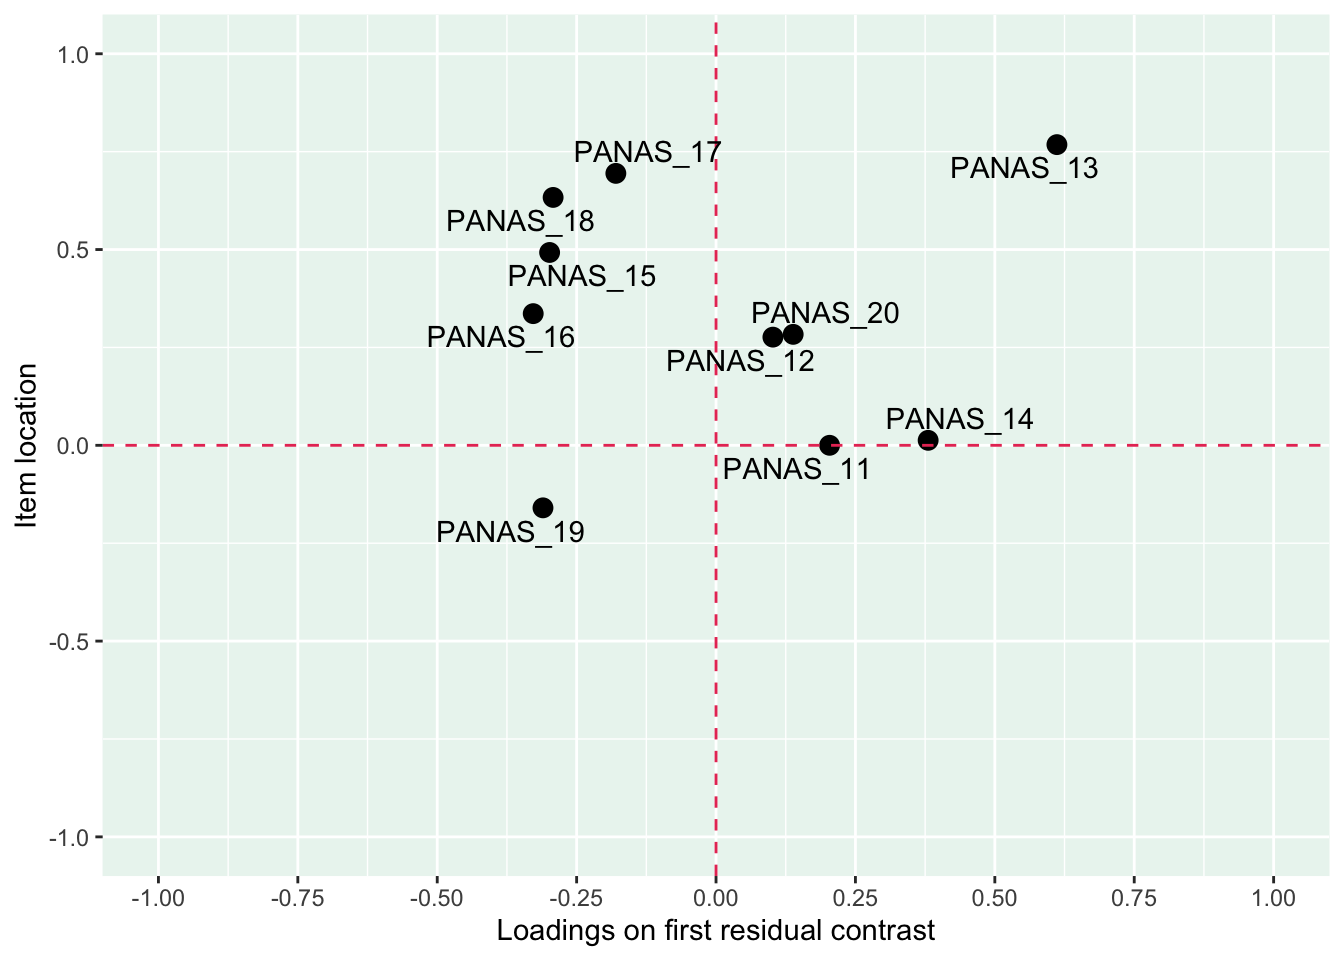 1.0
PANAS_17
PANAS_13
PANAS_18
0.5
PANAS_15
PANAS_20
PANAS_16
PANAS_12
PANAS_14
0.0
PANAS_11
PANAS_19
-0.5
-1.0
Item location
-1.00 -0.75 -0.50 -0.25 0.00 0.25 0.50 0.75 1.00
Loadings on first residual contrast